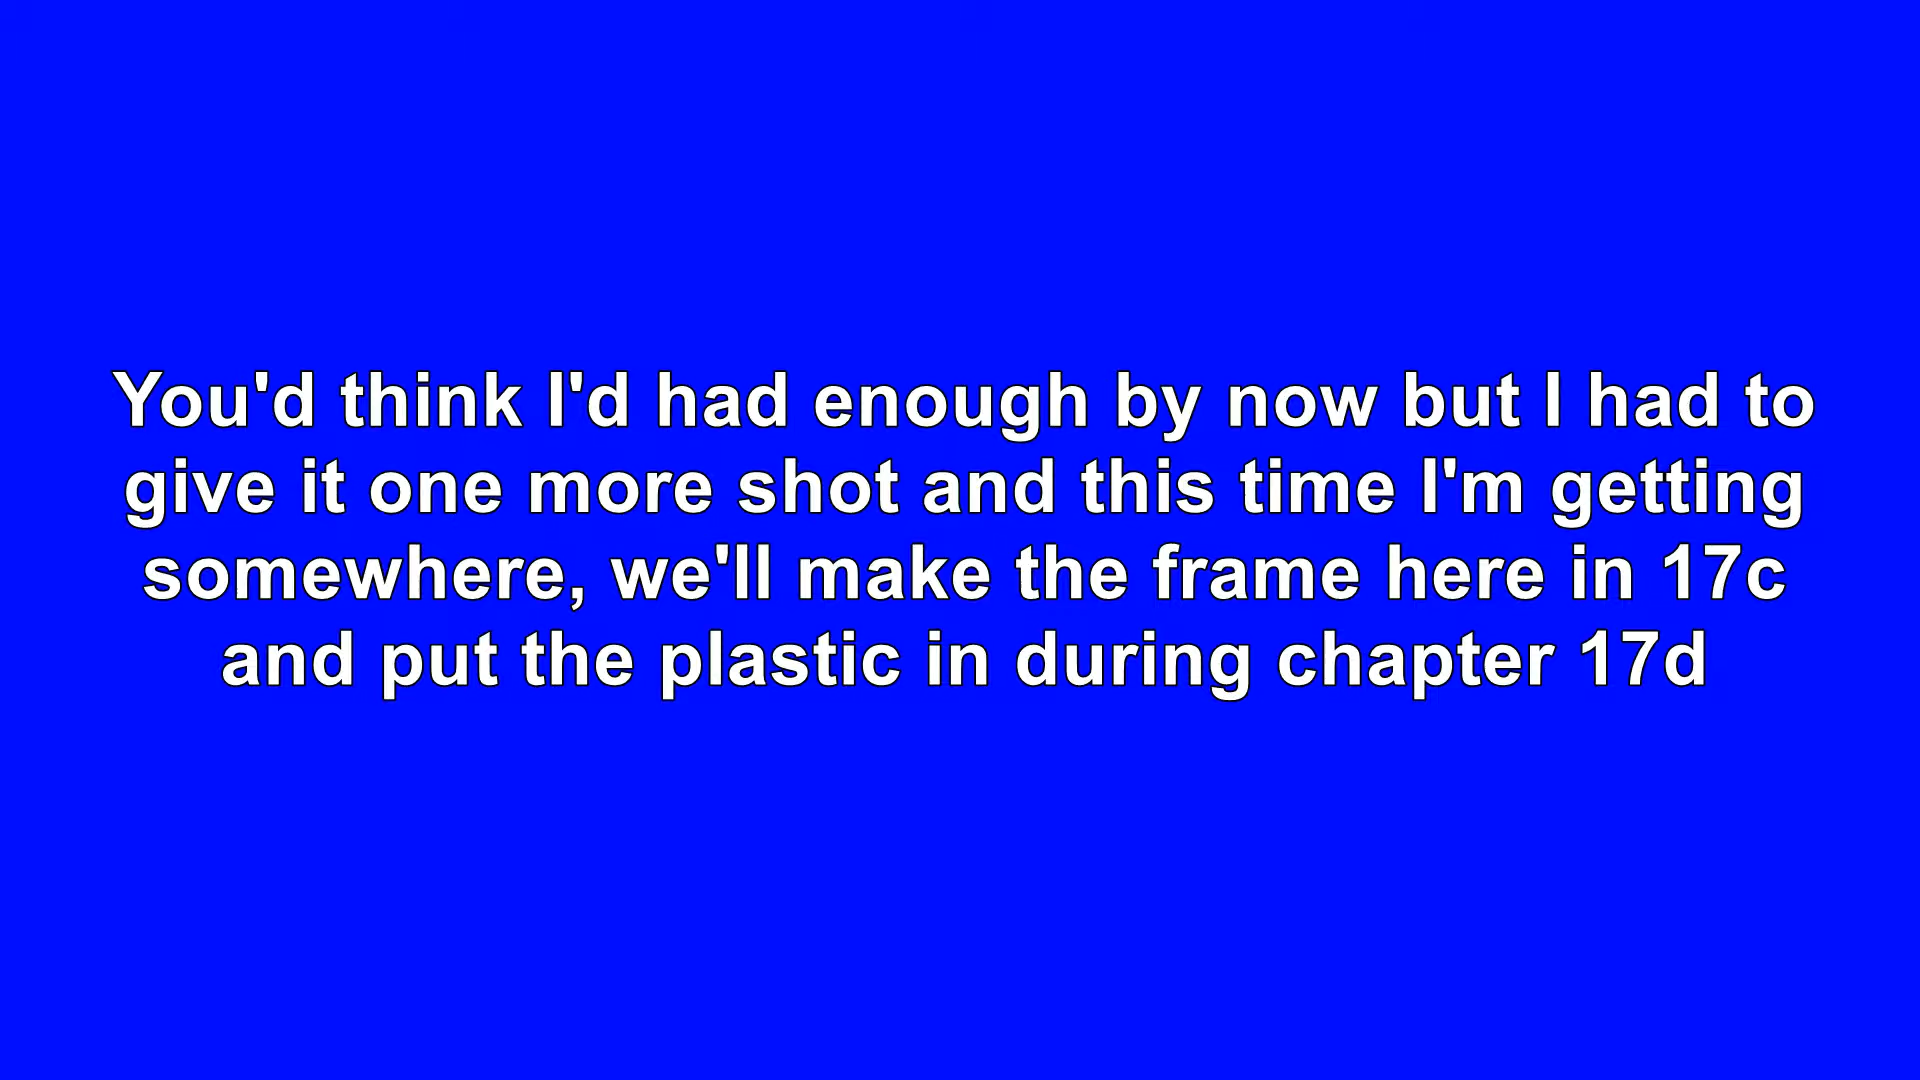 You'd think I'd had enough by now but I had to
give it one more shot and this time I'm getting
somewhere, we'll make the frame here in 17c
and put the plastic in during chapter 17d